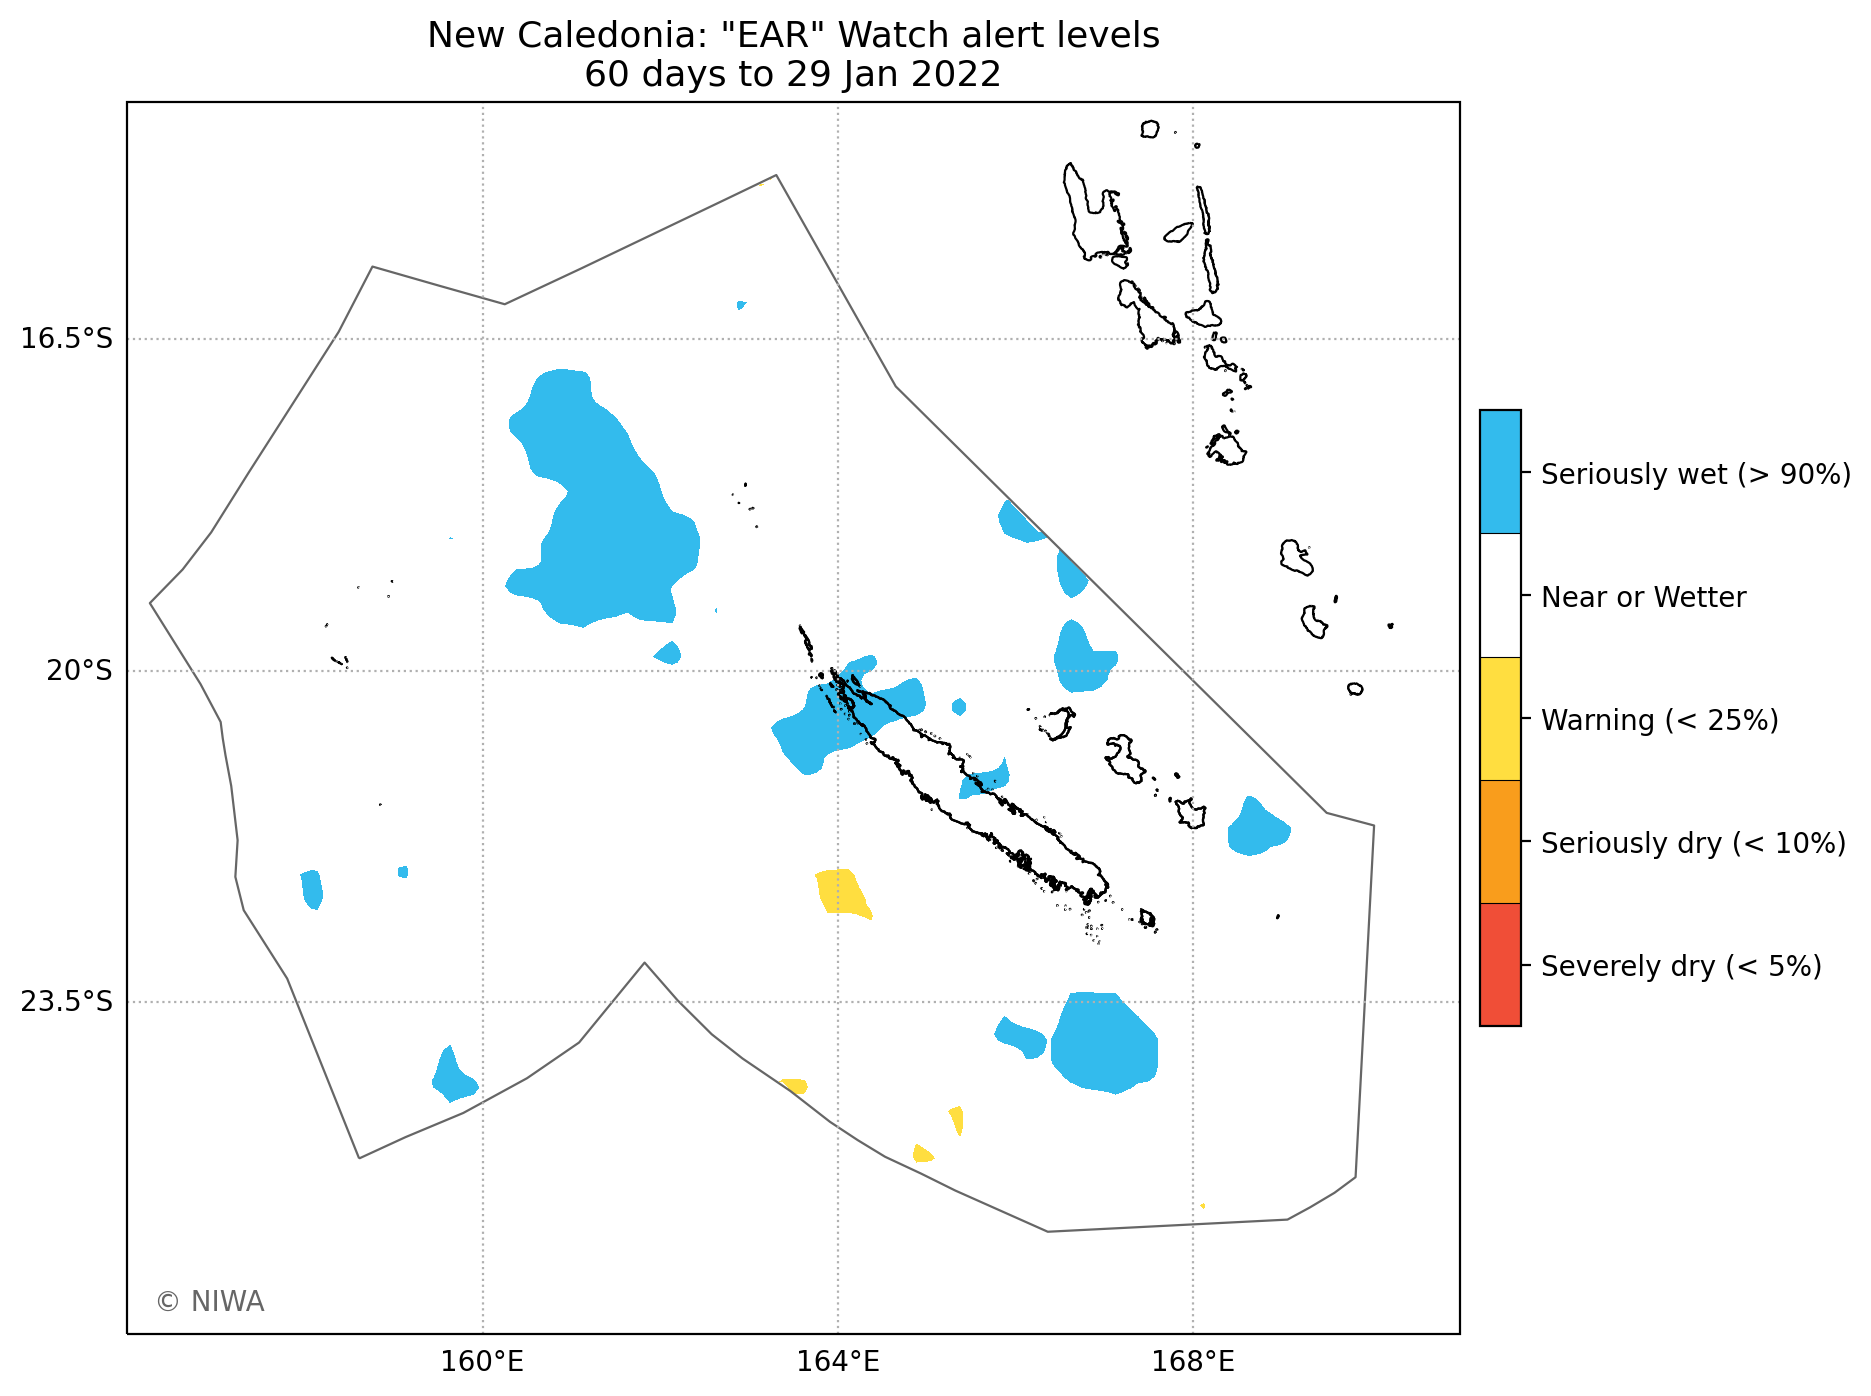 New Caledonia: "EAR" Watch alert levels
60 days to 29 Jan 2022
16.5°S
20°S
23.5°S
160°E
164°E
168°E
Seriously wet (> 90%)
Near or Wetter
Warning (< 25%)
Seriously dry (< 10%)
Severely dry (< 5%)
© NIWA